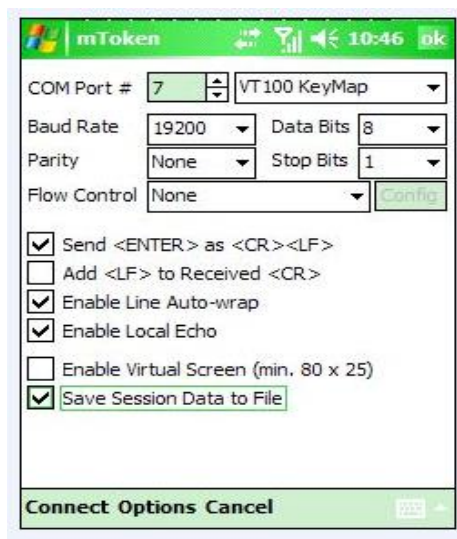 mToken 10:46 ok
COM Port # 7 VT100 KeyMap
Baud Rate 19200 Data Bits 8
Parity None Stop Bits 1
Flow Control None Config
Send <ENTER> as <CR><LF>
Add <LF> to Received <CR>
Enable Line Auto-wrap
Enable Local Echo
Enable Virtual Screen (min. 80 x 25)
Save Session Data to File
Connect Options Cancel